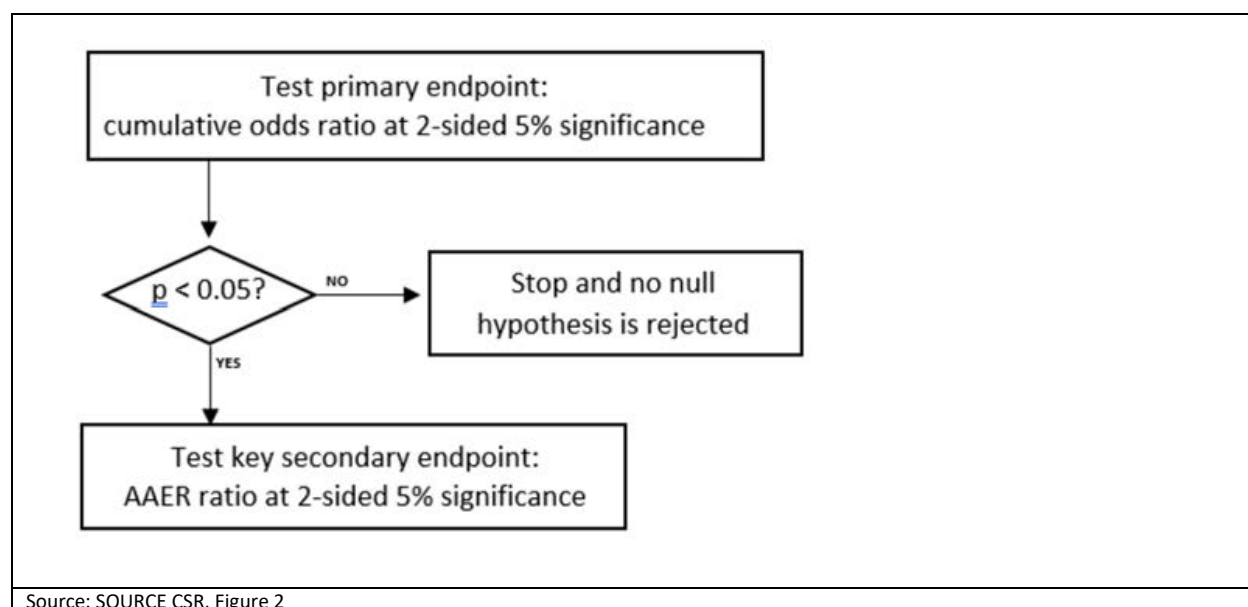 Test primary endpoint:
cumulative odds ratio at 2-sided 5% significance
p < 0.05?
NO
Stop and no null
hypothesis is rejected
YES
Test key secondary endpoint:
AAER ratio at 2-sided 5% significance
Source: SOURCE CSR, Figure 2